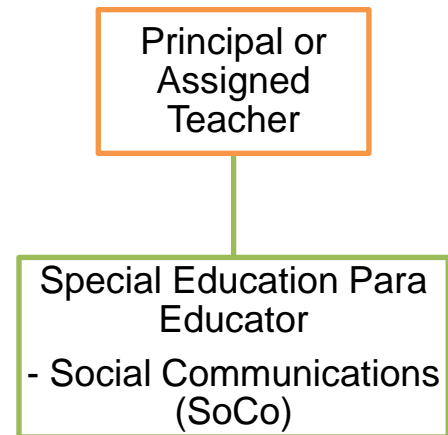 Principal or
Assigned
Teacher
Special Education Para
Educator
- Social Communications
(SoCo)